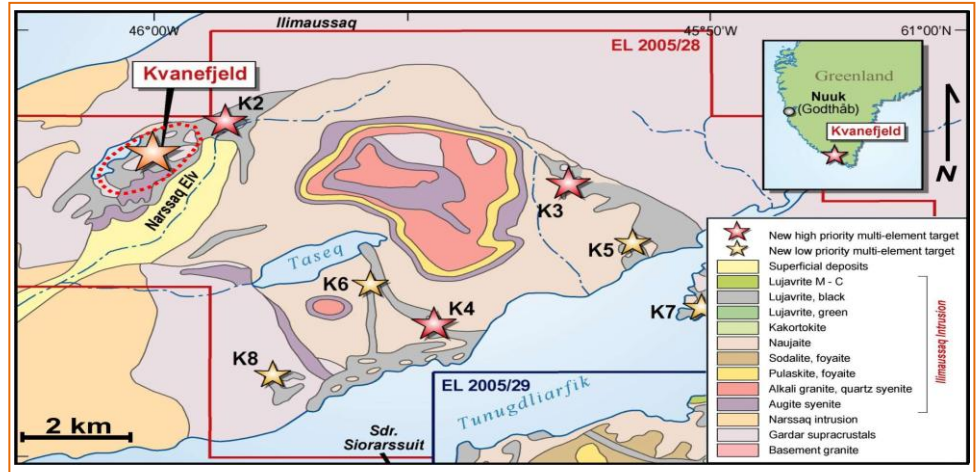 Ilimaussaq
46°00'W
45°50'
61°00'N
EL 2005/28
Kvanefjeld
K2
Narssaq Elv
K3
K5
Taseq
K6
K4
K7
K8
EL 2005/29
Tunugdliarfik
2 km
Sdr.
Siorarssuit
Greenland
Nuuk
(Godthåb)
Kvanefjeld
N
New high priority multi-element target
New low priority multi-element target
Superficial deposits
Lujavrite M - C
Lujavrite, black
Lujavrite, green
Kakortokite
Naujaite
Sodalite, foyaite
Pulaskite, foyaite
Alkali granite, quartz syenite
Augite syenite
Narssaq intrusion
Gardar supracrustals
Basement granite
Ilimaussaq Intrusion